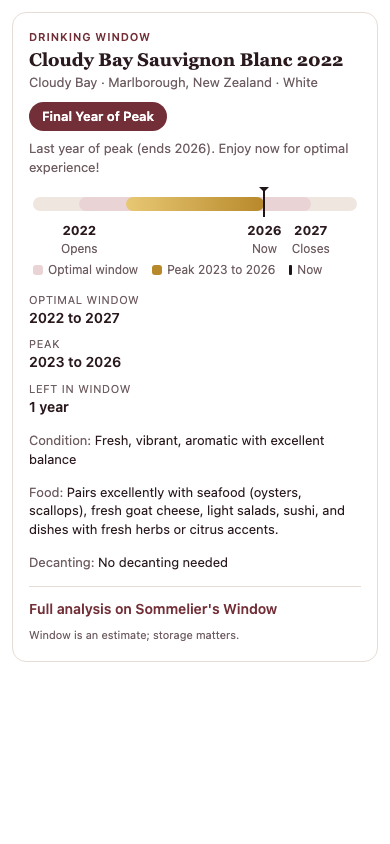 DRINKING WINDOW
Cloudy Bay Sauvignon Blanc 2022
Cloudy Bay · Marlborough, New Zealand · White
Final Year of Peak
Last year of peak (ends 2026). Enjoy now for optimal
experience!
2022 2026 2027
Opens Now Closes
Optimal window Peak 2023 to 2026 Now
OPTIMAL WINDOW
2022 to 2027
PEAK
2023 to 2026
LEFT IN WINDOW
1 year
Condition: Fresh, vibrant, aromatic with excellent
balance
Food: Pairs excellently with seafood (oysters,
scallops), fresh goat cheese, light salads, sushi, and
dishes with fresh herbs or citrus accents.
Decanting: No decanting needed
Full analysis on Sommelier's Window
Window is an estimate; storage matters.